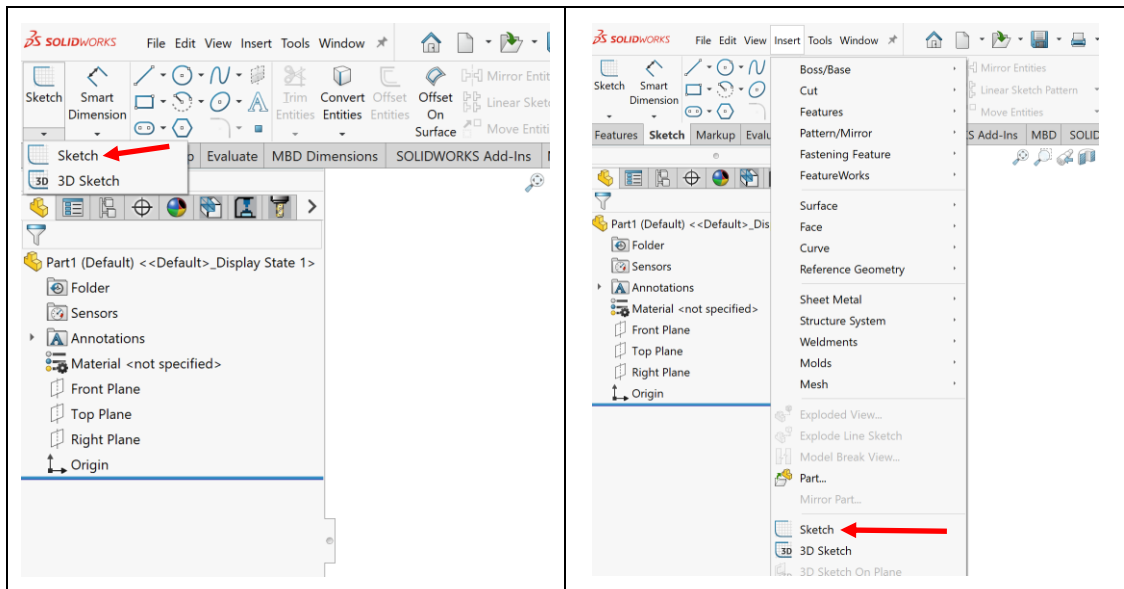 SOLIDWORKS File Edit View Insert Tools Window
Sketch Smart Dimension Trim Entities Convert Entities Offset Entities Offset On Surface Mirror Entit
Linear Sket
Move Entiti
Sketch
3D Sketch
Evaluate MBD Dimensions SOLIDWORKS Add-Ins
Part1 (Default) <<Default>_Display State 1>
Folder
Sensors
Annotations
Material <not specified>
Front Plane
Top Plane
Right Plane
Origin
SOLIDWORKS File Edit View Insert Tools Window
Sketch Smart Dimension
Mirror Entities
Linear Sketch Pattern
Move Entities
Features Sketch Markup Evalu
S Add-Ins MBD SOLID
Part1 (Default) <<Default>_Dis
Folder
Sensors
Annotations
Material <not specified>
Front Plane
Top Plane
Right Plane
Origin
Boss/Base
Cut
Features
Pattern/Mirror
Fastening Feature
FeatureWorks
Surface
Face
Curve
Reference Geometry
Sheet Metal
Structure System
Weldments
Molds
Mesh
Exploded View...
Explode Line Sketch
Model Break View...
Part...
Mirror Part...
Sketch
3D 3D Sketch
3D Sketch On Plane